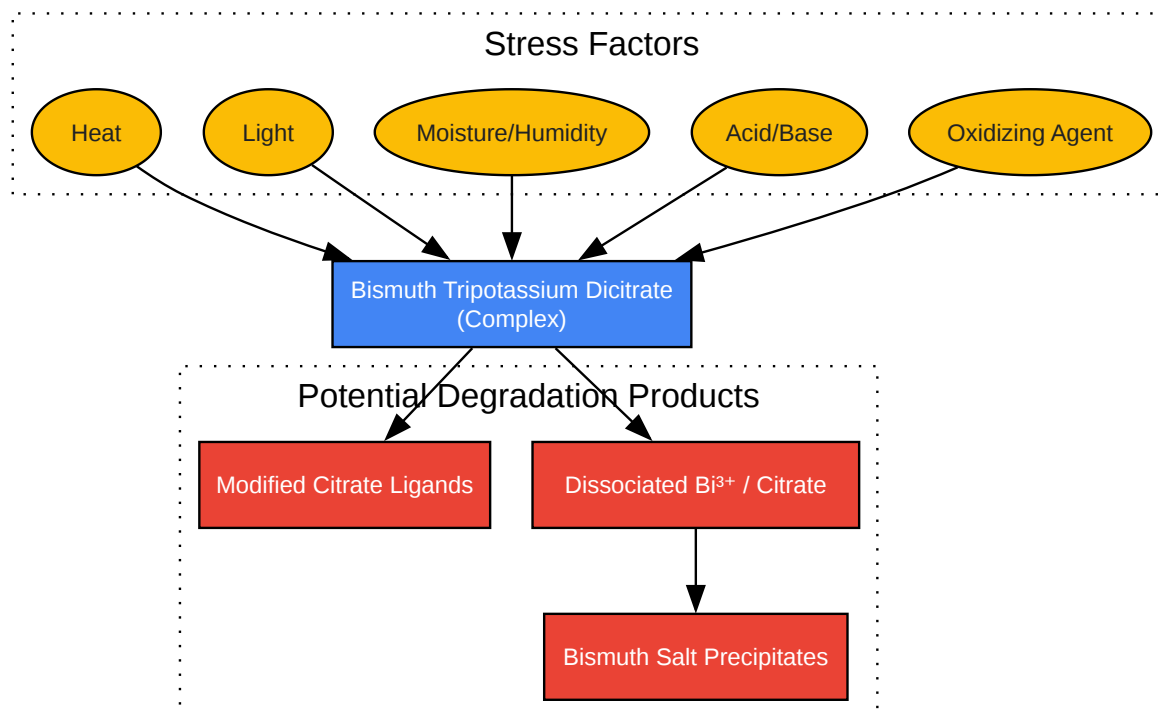 Stress Factors
Heat
Light
Moisture/Humidity
Acid/Base
Oxidizing Agent
Bismuth Tripotassium Dicitrate
(Complex)
Potential Degradation Products
Modified Citrate Ligands
Dissociated Bi³⁺ / Citrate
Bismuth Salt Precipitates